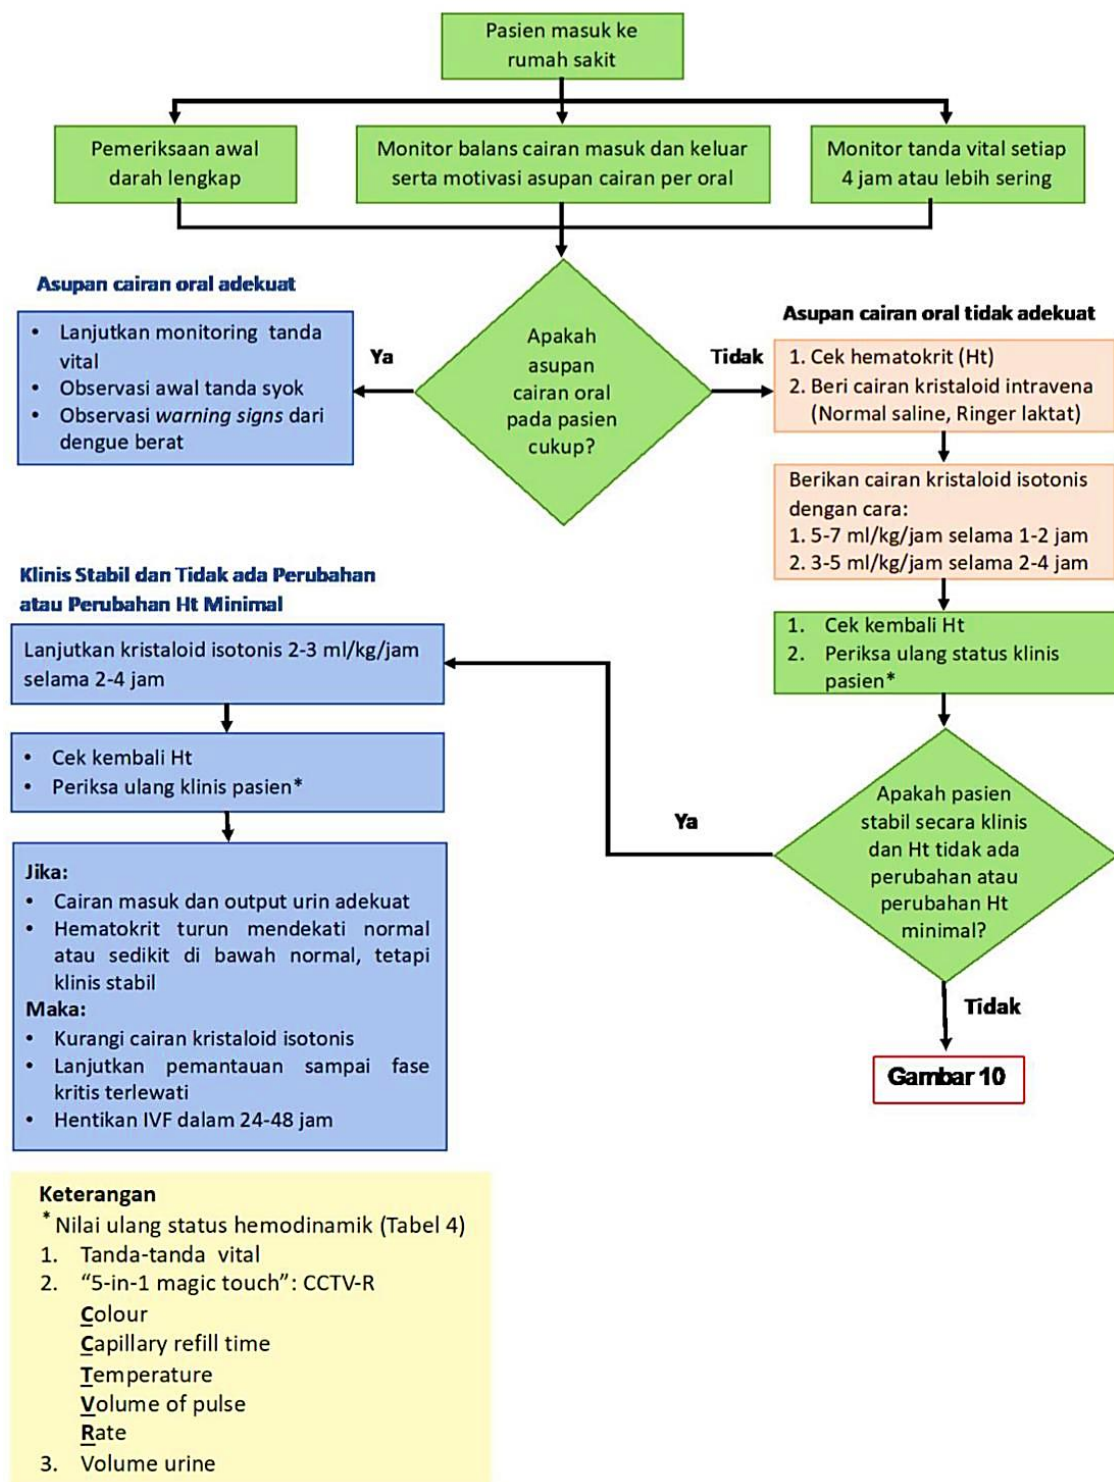 Pasien masuk ke
rumah sakit
Pemeriksaan awal
darah lengkap
Monitor balans cairan masuk dan keluar
serta motivasi asupan cairan per oral
Monitor tanda vital setiap
4 jam atau lebih sering
Asupan cairan oral adekuat
• Lanjutkan monitoring tanda
vital
• Observasi awal tanda syok
• Observasi warning signs dari
dengue berat
Ya
Apakah
asupan
cairan oral
pada pasien
cukup?
Tidak
Asupan cairan oral tidak adekuat
1. Cek hematokrit (Ht)
2. Beri cairan kristaloid intravena
(Normal saline, Ringer laktat)
Berikan cairan kristaloid isotonis
dengan cara:
1. 5-7 ml/kg/jam selama 1-2 jam
2. 3-5 ml/kg/jam selama 2-4 jam
1. Cek kembali Ht
2. Periksa ulang status klinis
pasien*
Apakah pasien
stabil secara klinis
dan Ht tidak ada
perubahan atau
perubahan Ht
minimal?
Ya
Tidak
Gambar 10
Klinis Stabil dan Tidak ada Perubahan
atau Perubahan Ht Minimal
Lanjutkan kristaloid isotonis 2-3 ml/kg/jam
selama 2-4 jam
• Cek kembali Ht
• Periksa ulang klinis pasien*
Jika:
• Cairan masuk dan output urin adekuat
• Hematokrit turun mendekati normal
atau sedikit di bawah normal, tetapi
klinis stabil
Maka:
• Kurangi cairan kristaloid isotonis
• Lanjutkan pemantauan sampai fase
kritis terlewati
• Hentikan IVF dalam 24-48 jam
Keterangan
* Nilai ulang status hemodinamik (Tabel 4)
1. Tanda-tanda vital
2. “5-in-1 magic touch”: CCTV-R
Colour
Capillary refill time
Temperature
Volume of pulse
Rate
3. Volume urine